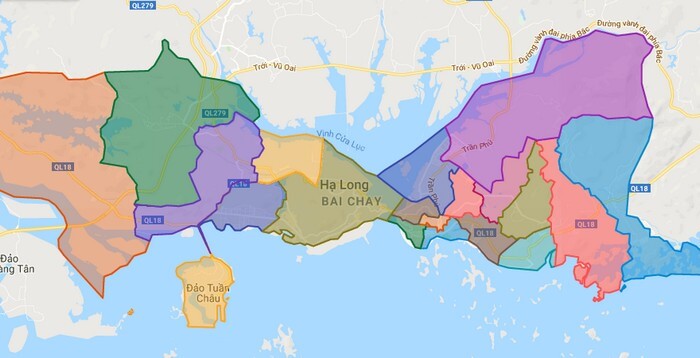 QL279
Đường vành đai phía Bắc
Đường vành đai phía Bắc
Trới - Vũ Oai
Trới - Vũ Oai
QL279
Vịnh Cửa Lục
Trần Phú
QL18
QL18
Trần Phú
QL18
Hạ Long
BAI CHAY
QL18
QL18
QL18
Đảo
Đảo Tuần
Châu